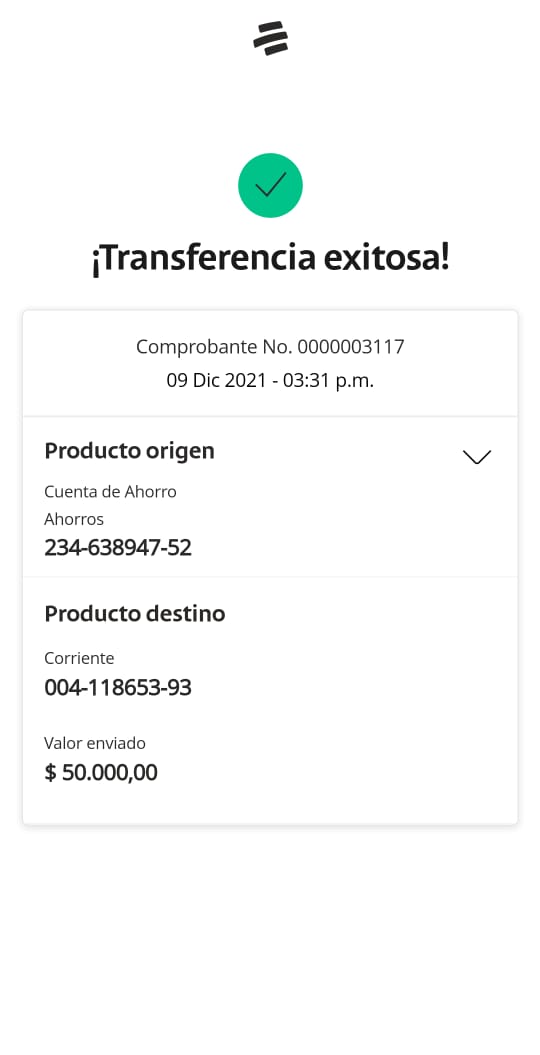 ¡Transferencia exitosa!
Comprobante No. 0000003117
09 Dic 2021 - 03:31 p.m.
Producto origen
Cuenta de Ahorro
Ahorros
234-638947-52
Producto destino
Corriente
004-118653-93
Valor enviado
$ 50.000,00